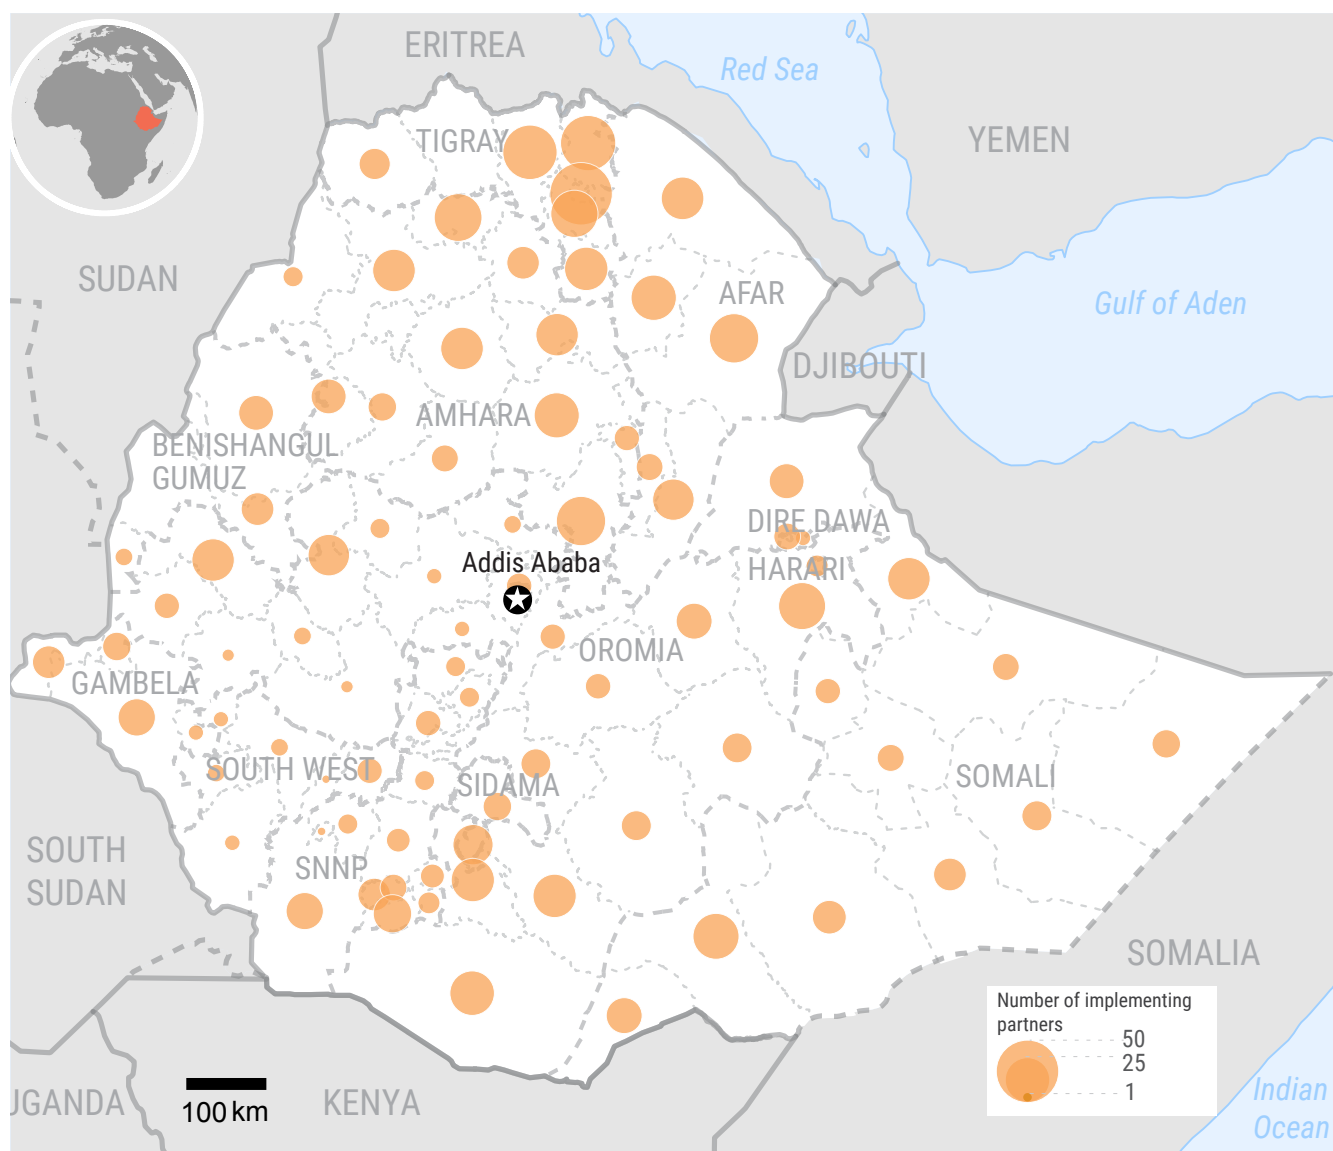 ERITREA
Red Sea
YEMEN
TIGRAY
SUDAN
AFAR
Gulf of Aden
DJIBOUTI
AMHARA
BENISHANGUL
GUMUZ
DIRE DAWA
Addis Ababa
HARARI
OROMIA
GAMBELA
SOUTH WEST
SIDAMA
SOMALI
SOUTH
SUDAN
SNNP
SOMALIA
Number of implementing
partners
50
25
1
UGANDA
100 km
KENYA
Indian
Ocean